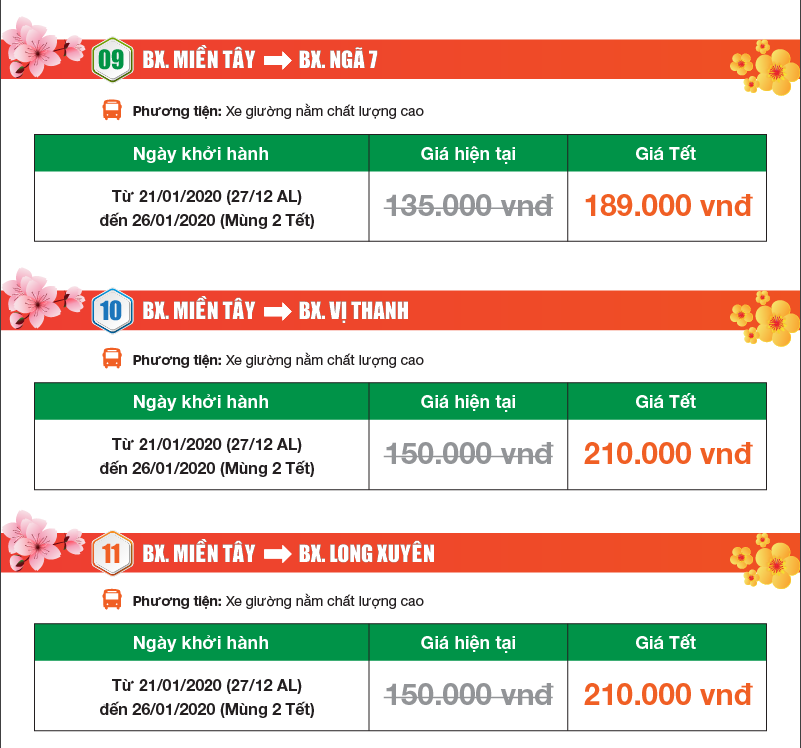 09 BX. MIỀN TÂY ➡ BX. NGÃ 7
Phương tiện: Xe giường nằm chất lượng cao
Ngày khởi hành Giá hiện tại Giá Tết
Từ 21/01/2020 (27/12 AL)
đến 26/01/2020 (Mùng 2 Tết)
135.000 vnđ 189.000 vnđ
10 BX. MIỀN TÂY ➡ BX. VỊ THANH
Phương tiện: Xe giường nằm chất lượng cao
Ngày khởi hành Giá hiện tại Giá Tết
Từ 21/01/2020 (27/12 AL)
đến 26/01/2020 (Mùng 2 Tết)
150.000 vnđ 210.000 vnđ
11 BX. MIỀN TÂY ➡ BX. LONG XUYÊN
Phương tiện: Xe giường nằm chất lượng cao
Ngày khởi hành Giá hiện tại Giá Tết
Từ 21/01/2020 (27/12 AL)
đến 26/01/2020 (Mùng 2 Tết)
150.000 vnđ 210.000 vnđ